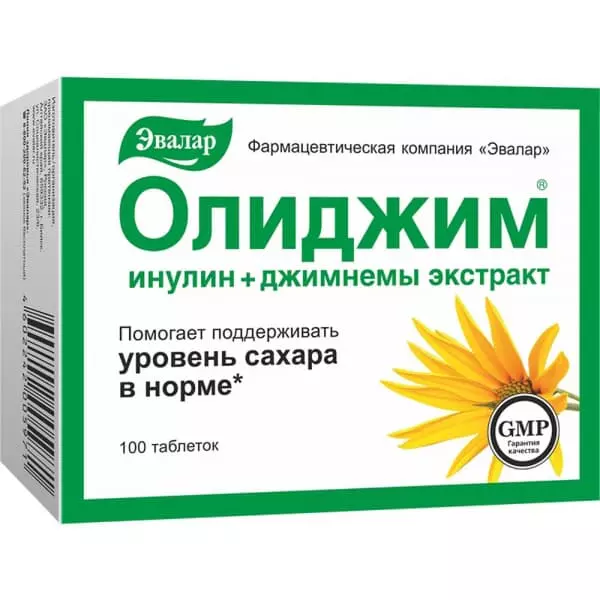 Эвалар
Фармацевтическая компания «Эвалар»
Олиджим®
инулин + джимнемы экстракт
Помогает поддерживать
уровень сахара
в норме*
100 таблеток
GMP
Гарантия
качества